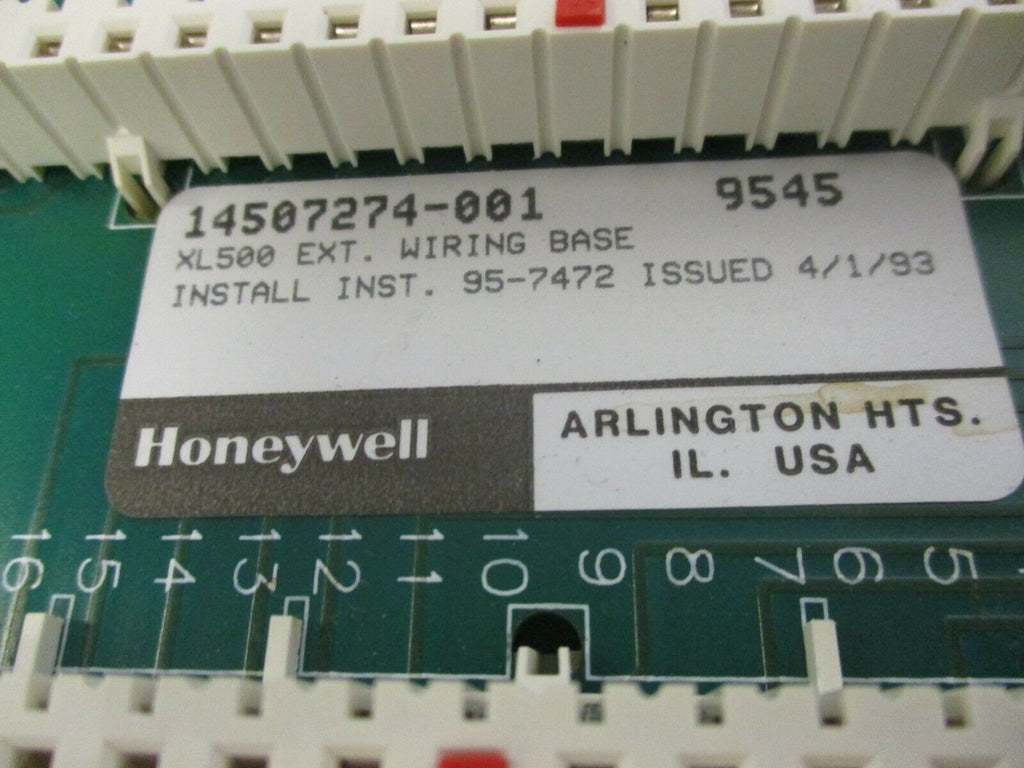 14507274-001 9545
XL500 EXT. WIRING BASE
INSTALL INST. 95-7472 ISSUED 4/1/93
Honeywell
ARLINGTON HTS.
IL. USA
16 15 14 13 12 11 10 9 8 7 6 5